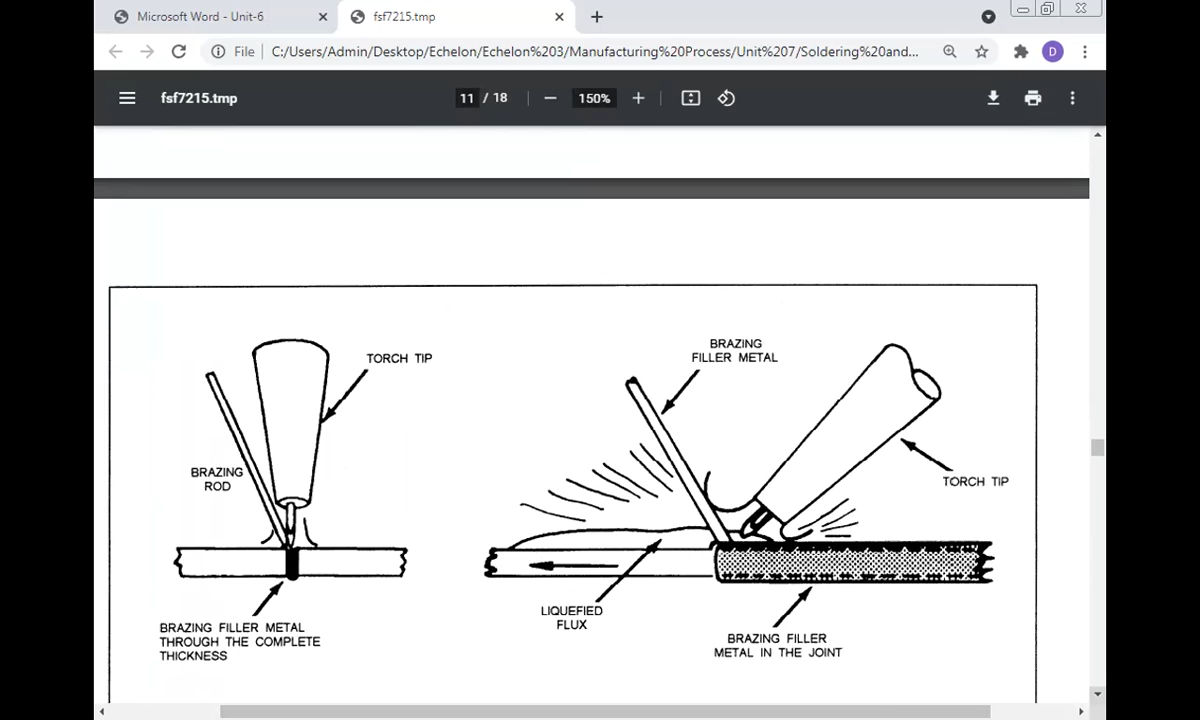 Microsoft Word - Unit-6
fsf7215.tmp
File
C:/Users/Admin/Desktop/Echelon/Echelon%203/Manufacturing%20Process/Unit%207/Soldering%20and...
D
fsf7215.tmp
11 / 18
150%
BRAZING
FILLER METAL
TORCH TIP
BRAZING
ROD
TORCH TIP
LIQUEFIED
FLUX
BRAZING FILLER METAL
THROUGH THE COMPLETE
THICKNESS
BRAZING FILLER
METAL IN THE JOINT